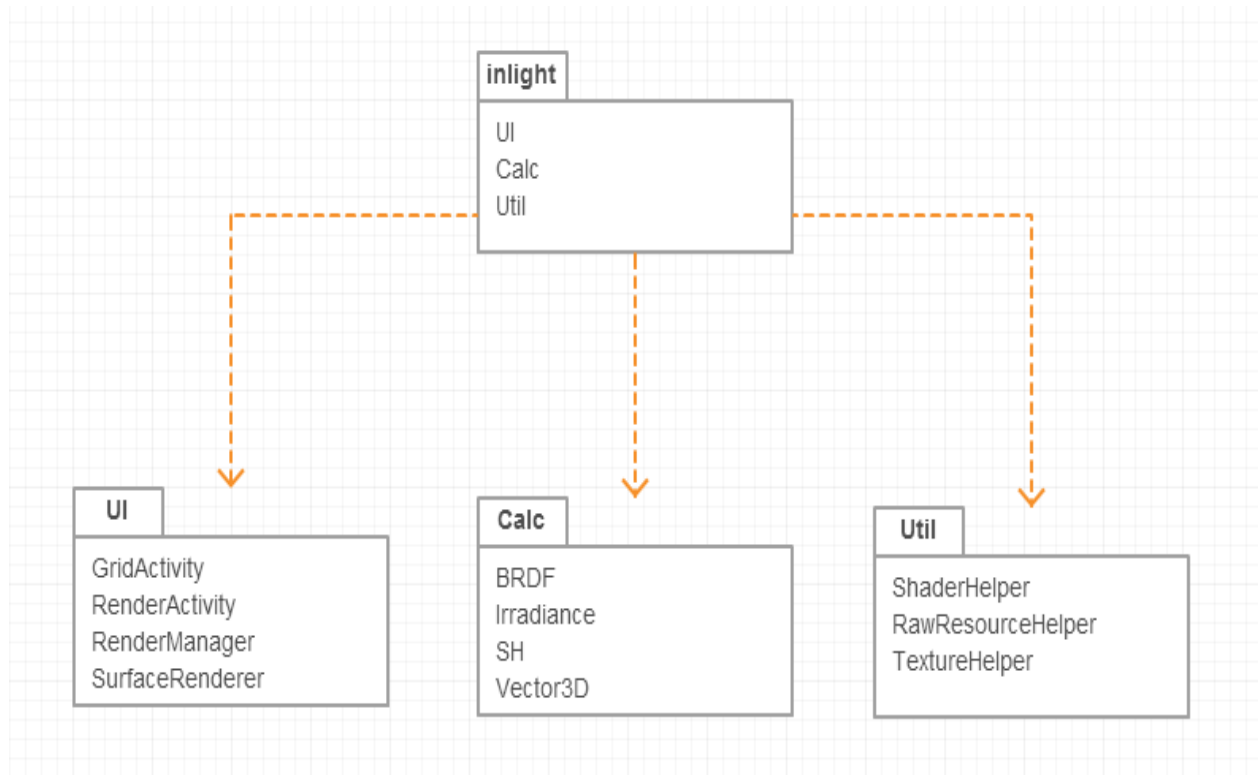 inlight
UI
Calc
Util
UI
GridActivity
RenderActivity
RenderManager
SurfaceRenderer
Calc
BRDF
Irradiance
SH
Vector3D
Util
ShaderHelper
RawResourceHelper
TextureHelper